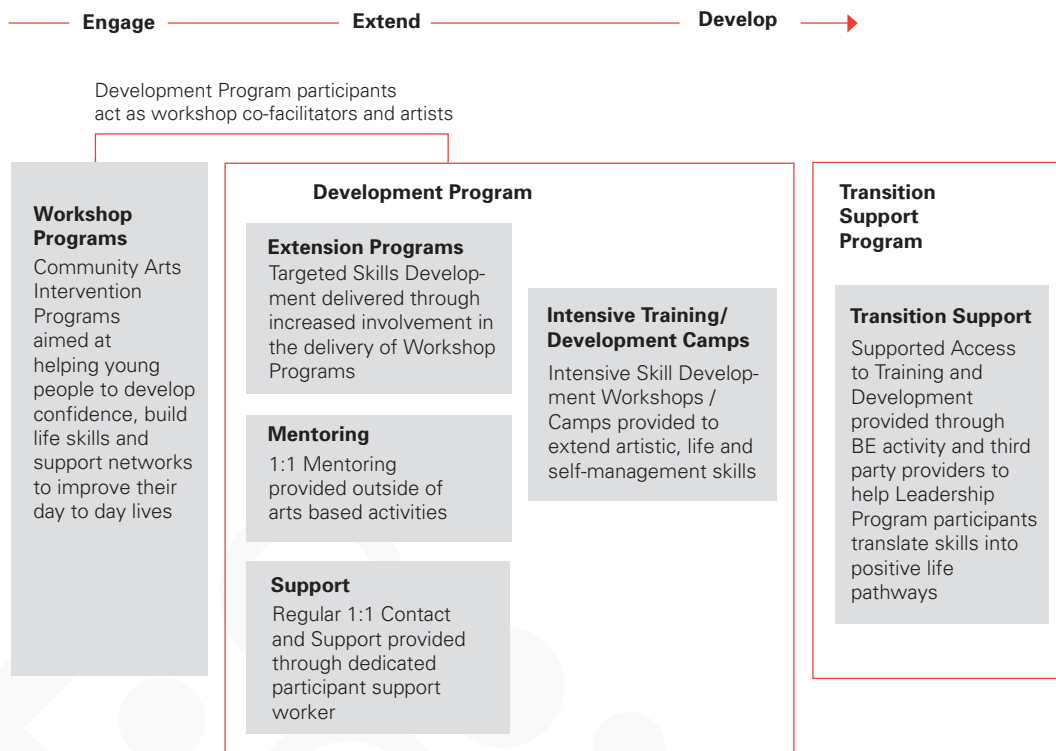 Engage
Extend
Develop
Development Program participants
act as workshop co-facilitators and artists
Workshop
Programs
Community Arts
Intervention
Programs
aimed at
helping young
people to develop
confidence, build
life skills and
support networks
to improve their
day to day lives
Development Program
Extension Programs
Targeted Skills Develop-
ment delivered through
increased involvement in
the delivery of Workshop
Programs
Mentoring
1:1 Mentoring
provided outside of
arts based activities
Support
Regular 1:1 Contact
and Support provided
through dedicated
participant support
worker
Intensive Training/
Development Camps
Intensive Skill Develop-
ment Workshops /
Camps provided to
extend artistic, life and
self-management skills
Transition
Support
Program
Transition Support
Supported Access
to Training and
Development
provided through
BE activity and third
party providers to
help Leadership
Program participants
translate skills into
positive life
pathways